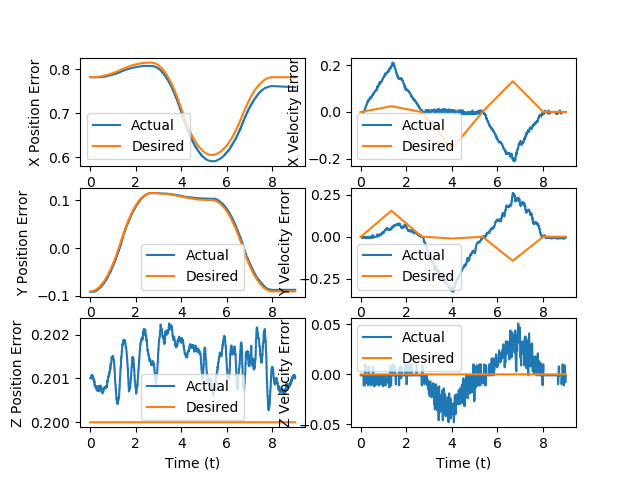 X Position Error
0.8
0.7
0.6
Actual
Desired
0 2 4 6 8
X Velocity Error
0.2
0.0
−0.2
Actual
Desired
0 2 4 6 8
Y Position Error
0.1
0.0
−0.1
Actual
Desired
0 2 4 6 8
Y Velocity Error
0.25
0.00
−0.25
Actual
Desired
0 2 4 6 8
Z Position Error
0.202
0.201
0.200
Actual
Desired
0 2 4 6 8
Time (t)
Z Velocity Error
0.05
0.00
−0.05
Actual
Desired
0 2 4 6 8
Time (t)